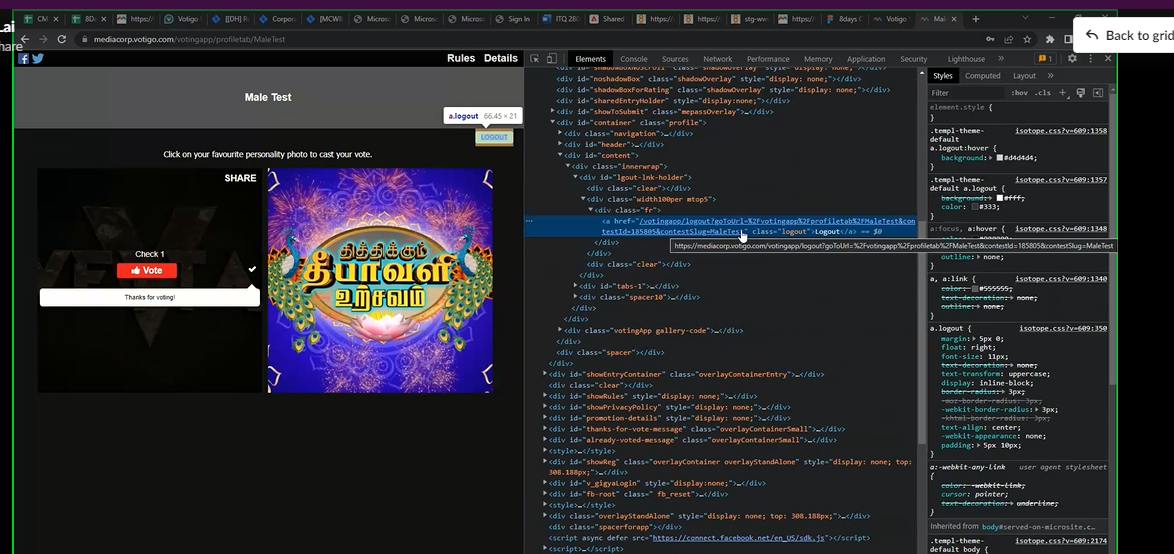 CM
8DA
https://
Votigo
[[DH] R
Corpor
[MCWB
Micros
Micros
Micros
Sign In
ITQ 280
Shared
https://
https://
stg-ww
8days C
Votigo
Mal
Back to grid
mediacorp.votigo.com/votingapp/profiletab/MaleTest
Rules Details
Male Test
a.logout 66.45 × 21
LOGOUT
Click on your favourite personality photo to cast your vote.
SHARE
Check 1
Vote
Thanks for voting!
தித்திக்கும்
தீபாவளி
உற்சவம்
Elements Console Sources Network Performance Memory Application Security Lighthouse
<div id="noshadowBox" class="shadowOverlay" style="display: none;"></div>
<div id="shadowBoxForRating" class="shadowOverlay" style="display: none;"></div>
<div id="sharedEntryHolder" style="display:none;"></div>
<div id="showToSubmit" class="mepassOverlay">…</div>
<div id="container" class="profile">
<div class="navigation">…</div>
<div id="header">…</div>
<div id="content">
<div class="innerwrap">
<div id="lgout-lnk-holder">
<div class="clear"></div>
<div class="width100per mtop5">
<div class="fr">
<a href="/votingapp/logout?goToUrl=%2Fvotingapp%2Fprofiletab%2FMaleTest&con
testId=185805&contestSlug=MaleTest" class="logout">Logout</a> == $0
https://mediacorp.votigo.com/votingapp/logout?goToUrl=%2Fvotingapp%2Fprofiletab%2FMaleTest&contestId=185805&contestSlug=MaleTest
</div>
</div>
<div class="clear"></div>
</div>
<div id="tabs-1">…</div>
<div class="spacer10">…</div>
</div>
</div>
<div class="votingApp gallery-code">…</div>
<div class="spacer"></div>
</div>
<div id="showEntryContainer" class="overlayContainerEntry">…</div>
<div class="clear"></div>
<div id="showRules" style="display: none;">…</div>
<div id="showPrivacyPolicy" style="display: none;">…</div>
<div id="promotion-details" style="display: none;">…</div>
<div id="thanks-for-vote-message" class="overlayContainerSmall">…</div>
<div id="already-voted-message" class="overlayContainerSmall">…</div>
<style>…</style>
<div id="showReg" class="overlayContainer overlayStandAlone" style="display: none; top:
308.188px;">…</div>
<div id="v_gigyaLogin" style="display:none;">…</div>
<div id="fb-root" class=" fb_reset">…</div>
<style>…</style>
<div class="overlayStandAlone" style="display: none; top: 308.188px;">…</div>
<div class="spacerforapp"></div>
<script async defer src="https://connect.facebook.net/en_US/sdk.js"></script>
<script>…</script>
Styles Computed Layout
Filter :hov .cls
element.style {
}
.templ-theme- isotope.css?v=609:1358
default
a.logout:hover {
background: #d4d4d4;
}
.templ-theme- isotope.css?v=609:1357
default a.logout {
background: #fff;
color: #333;
}
a:focus, a:hover isotope.css?v=609:1348
outline: none;
}
a, a:link { isotope.css?v=609:1340
color: #555555;
text-decoration: none;
outline: none;
}
a.logout { isotope.css?v=609:350
margin: 5px 0;
float: right;
font-size: 11px;
text-decoration: none;
text-transform: uppercase;
display: inline-block;
border-radius: 3px;
-moz-border-radius: 3px;
-webkit-border-radius: 3px;
-khtml-border-radius: 3px;
text-align: center;
-webkit-appearance: none;
padding: 5px 10px;
}
a:-webkit-any-link user agent stylesheet
{
color: -webkit-link;
cursor: pointer;
text-decoration: underline;
}
Inherited from body#served-on-microsite.c…
.templ-theme- isotope.css?v=609:2174
default body {